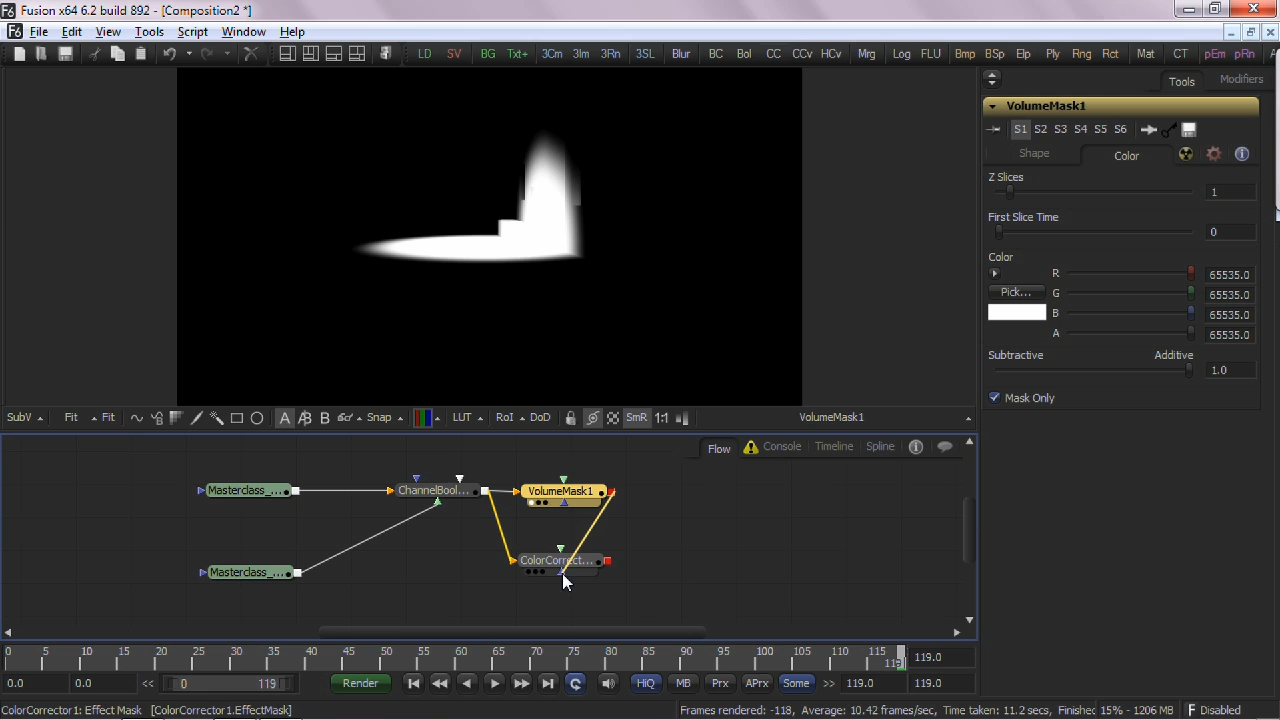 Fusion x64 6.2 build 892 - [Composition2 *]
File Edit View Tools Script Window Help
LD SV BG Txt+ 3Cm 3Im 3Rn 3SL Blur BC Bol CC CCv HCv Mrg Log FLU Bmp BSp Elp Ply Rng Rct Mat CT pEm pRn
Tools Modifiers
VolumeMask1
S1 S2 S3 S4 S5 S6
Shape Color
Z Slices
1
First Slice Time
0
Color
R 65535.0
Pick... G 65535.0
B 65535.0
A 65535.0
Subtractive Additive 1.0
Mask Only
SubV Fit Fit A A/B B Snap LUT RoI DoD SmR 1:1 VolumeMask1
Flow Console Timeline Spline
Masterclass_... ChannelBool... VolumeMask1
ColorCorrect...
Masterclass_...
0 5 10 15 20 25 30 35 40 45 50 55 60 65 70 75 80 85 90 95 100 105 110 115 119 119.0
0.0 0.0 << 0 119 Render HiQ MB Prx APrx Some >> 119.0 119.0
ColorCorrector1: Effect Mask [ColorCorrector1.EffectMask] Frames rendered: -118, Average: 10.42 frames/sec, Time taken: 11.2 secs, Finished 15% - 1206 MB F Disabled